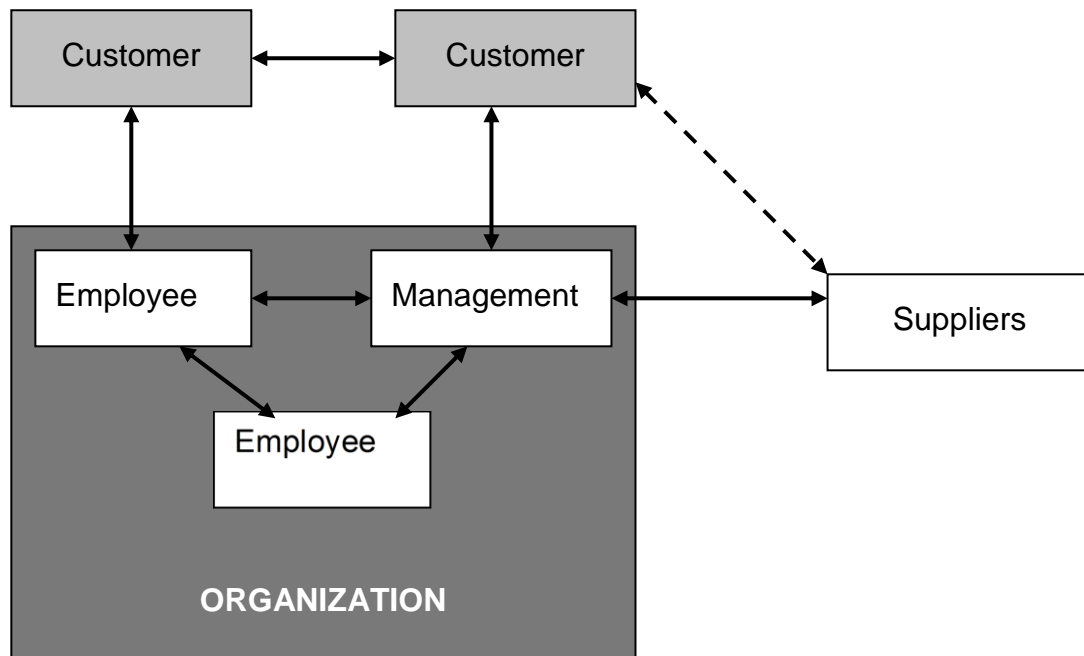 Customer
Customer
Employee
Management
Suppliers
Employee
ORGANIZATION